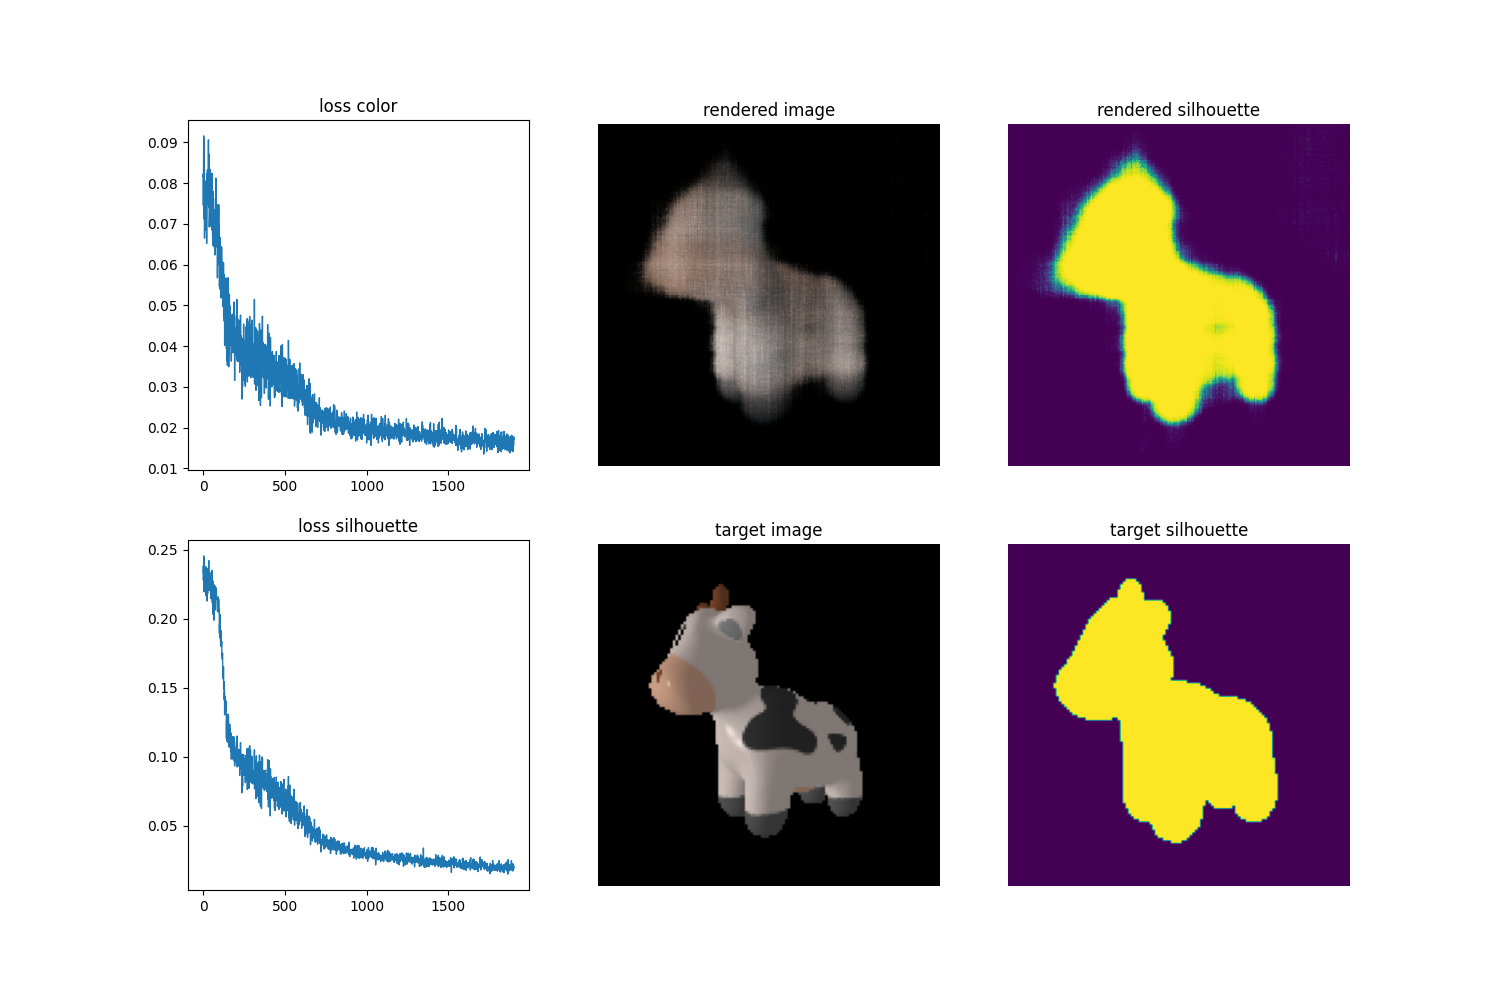 loss color
0.09
0.08
0.07
0.06
0.05
0.04
0.03
0.02
0.01
0 500 1000 1500
rendered image
rendered silhouette
loss silhouette
0.25
0.20
0.15
0.10
0.05
0 500 1000 1500
target image
target silhouette